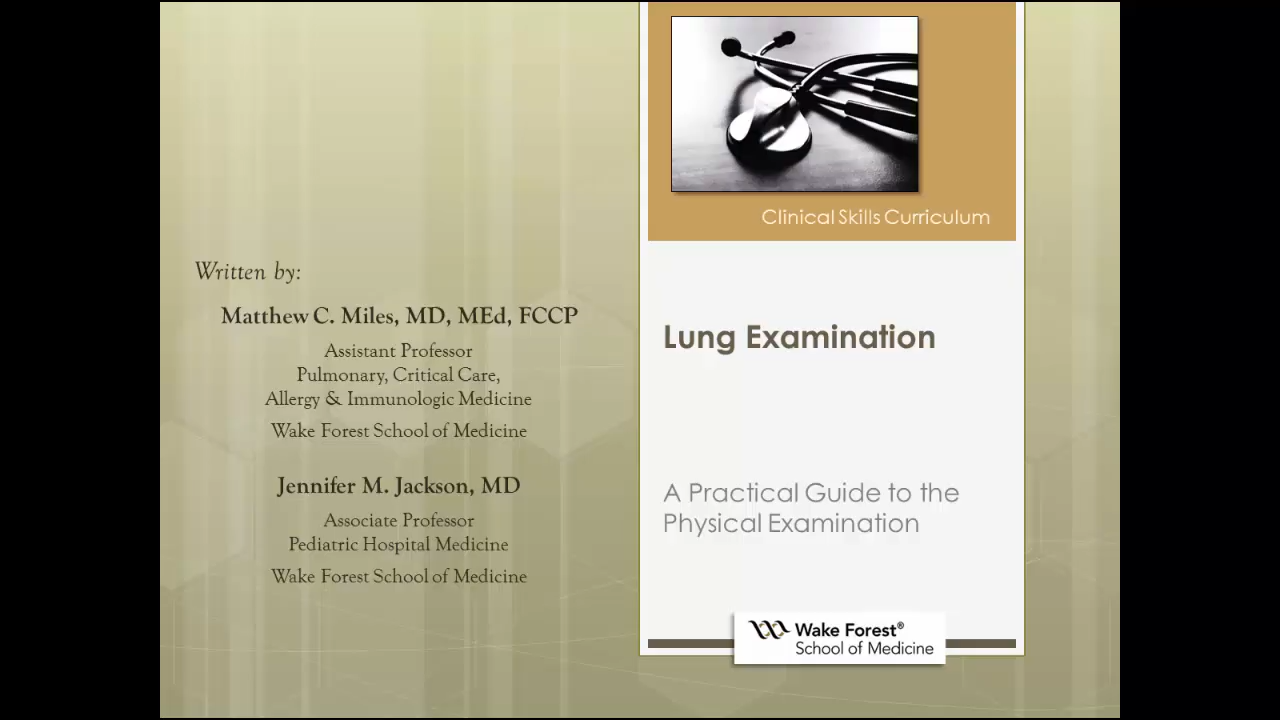 Written by:
Matthew C. Miles, MD, MEd, FCCP
Assistant Professor
Pulmonary, Critical Care,
Allergy & Immunologic Medicine
Wake Forest School of Medicine
Jennifer M. Jackson, MD
Associate Professor
Pediatric Hospital Medicine
Wake Forest School of Medicine
Clinical Skills Curriculum
Lung Examination
A Practical Guide to the
Physical Examination
Wake Forest®
School of Medicine